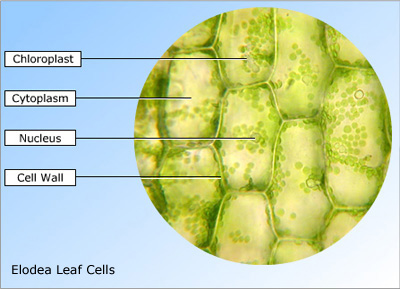 Chloroplast
Cytoplasm
Nucleus
Cell Wall
Elodea Leaf Cells